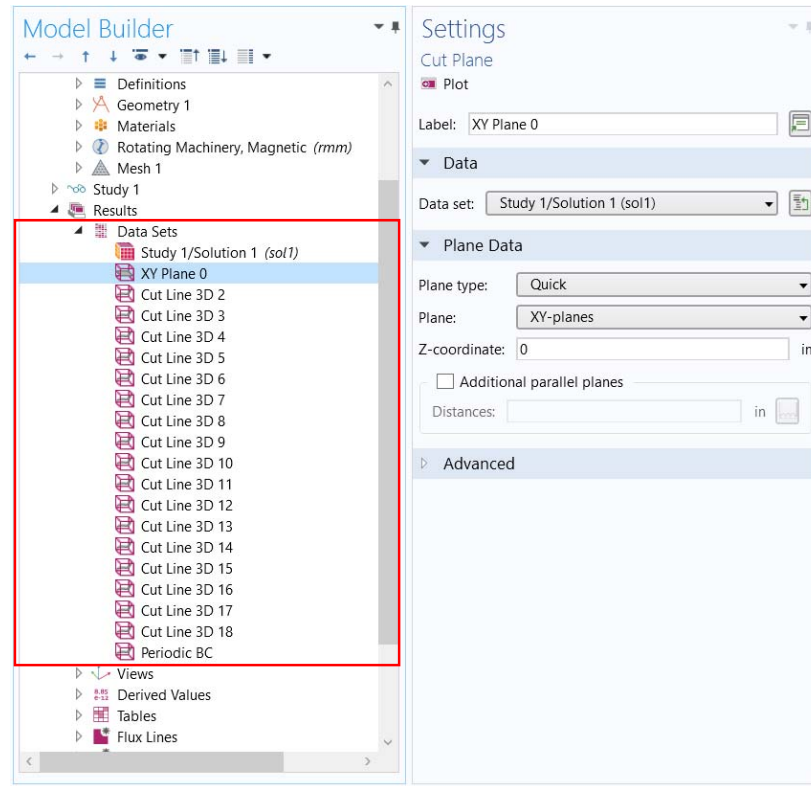 Model Builder
Definitions
Geometry 1
Materials
Rotating Machinery, Magnetic (rmm)
Mesh 1
Study 1
Results
Data Sets
Study 1/Solution 1 (sol1)
XY Plane 0
Cut Line 3D 2
Cut Line 3D 3
Cut Line 3D 4
Cut Line 3D 5
Cut Line 3D 6
Cut Line 3D 7
Cut Line 3D 8
Cut Line 3D 9
Cut Line 3D 10
Cut Line 3D 11
Cut Line 3D 12
Cut Line 3D 13
Cut Line 3D 14
Cut Line 3D 15
Cut Line 3D 16
Cut Line 3D 17
Cut Line 3D 18
Periodic BC
Views
8.85
e-12
Derived Values
Tables
Flux Lines
Settings
Cut Plane
Plot
Label: XY Plane 0
Data
Data set: Study 1/Solution 1 (sol1)
Plane Data
Plane type: Quick
Plane: XY-planes
Z-coordinate: 0 in
Additional parallel planes
Distances: in
Advanced